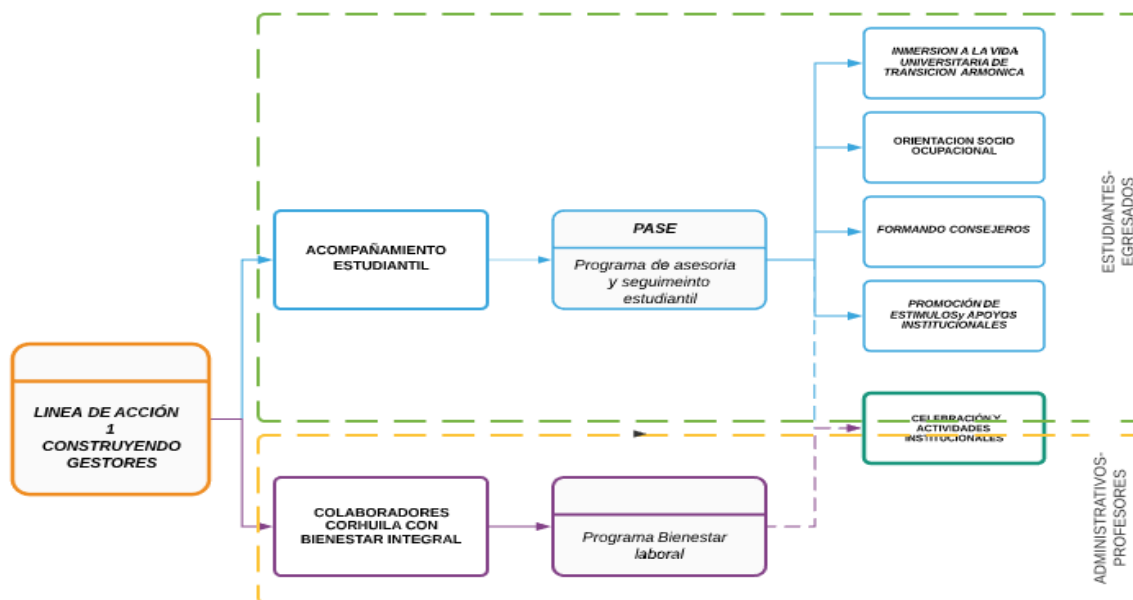 INMERSION A LA VIDA
UNIVERSITARIA DE
TRANSICION ARMONICA
ORIENTACION SOCIO
OCUPACIONAL
FORMANDO CONSEJEROS
PROMOCIÓN DE
ESTIMULOSy APOYOS
INSTITUCIONALES
ESTUDIANTES-
EGRESADOS
ACOMPAÑAMIENTO
ESTUDIANTIL
PASE
Programa de asesoria
y seguimeinto
estudiantil
LINEA DE ACCIÓN
1
CONSTRUYENDO
GESTORES
CELEBRACIÓN Y
ACTIVIDADES
INSTITUCIONALES
COLABORADORES
CORHUILA CON
BIENESTAR INTEGRAL
Programa Bienestar
laboral
ADMINISTRATIVOS-
PROFESORES